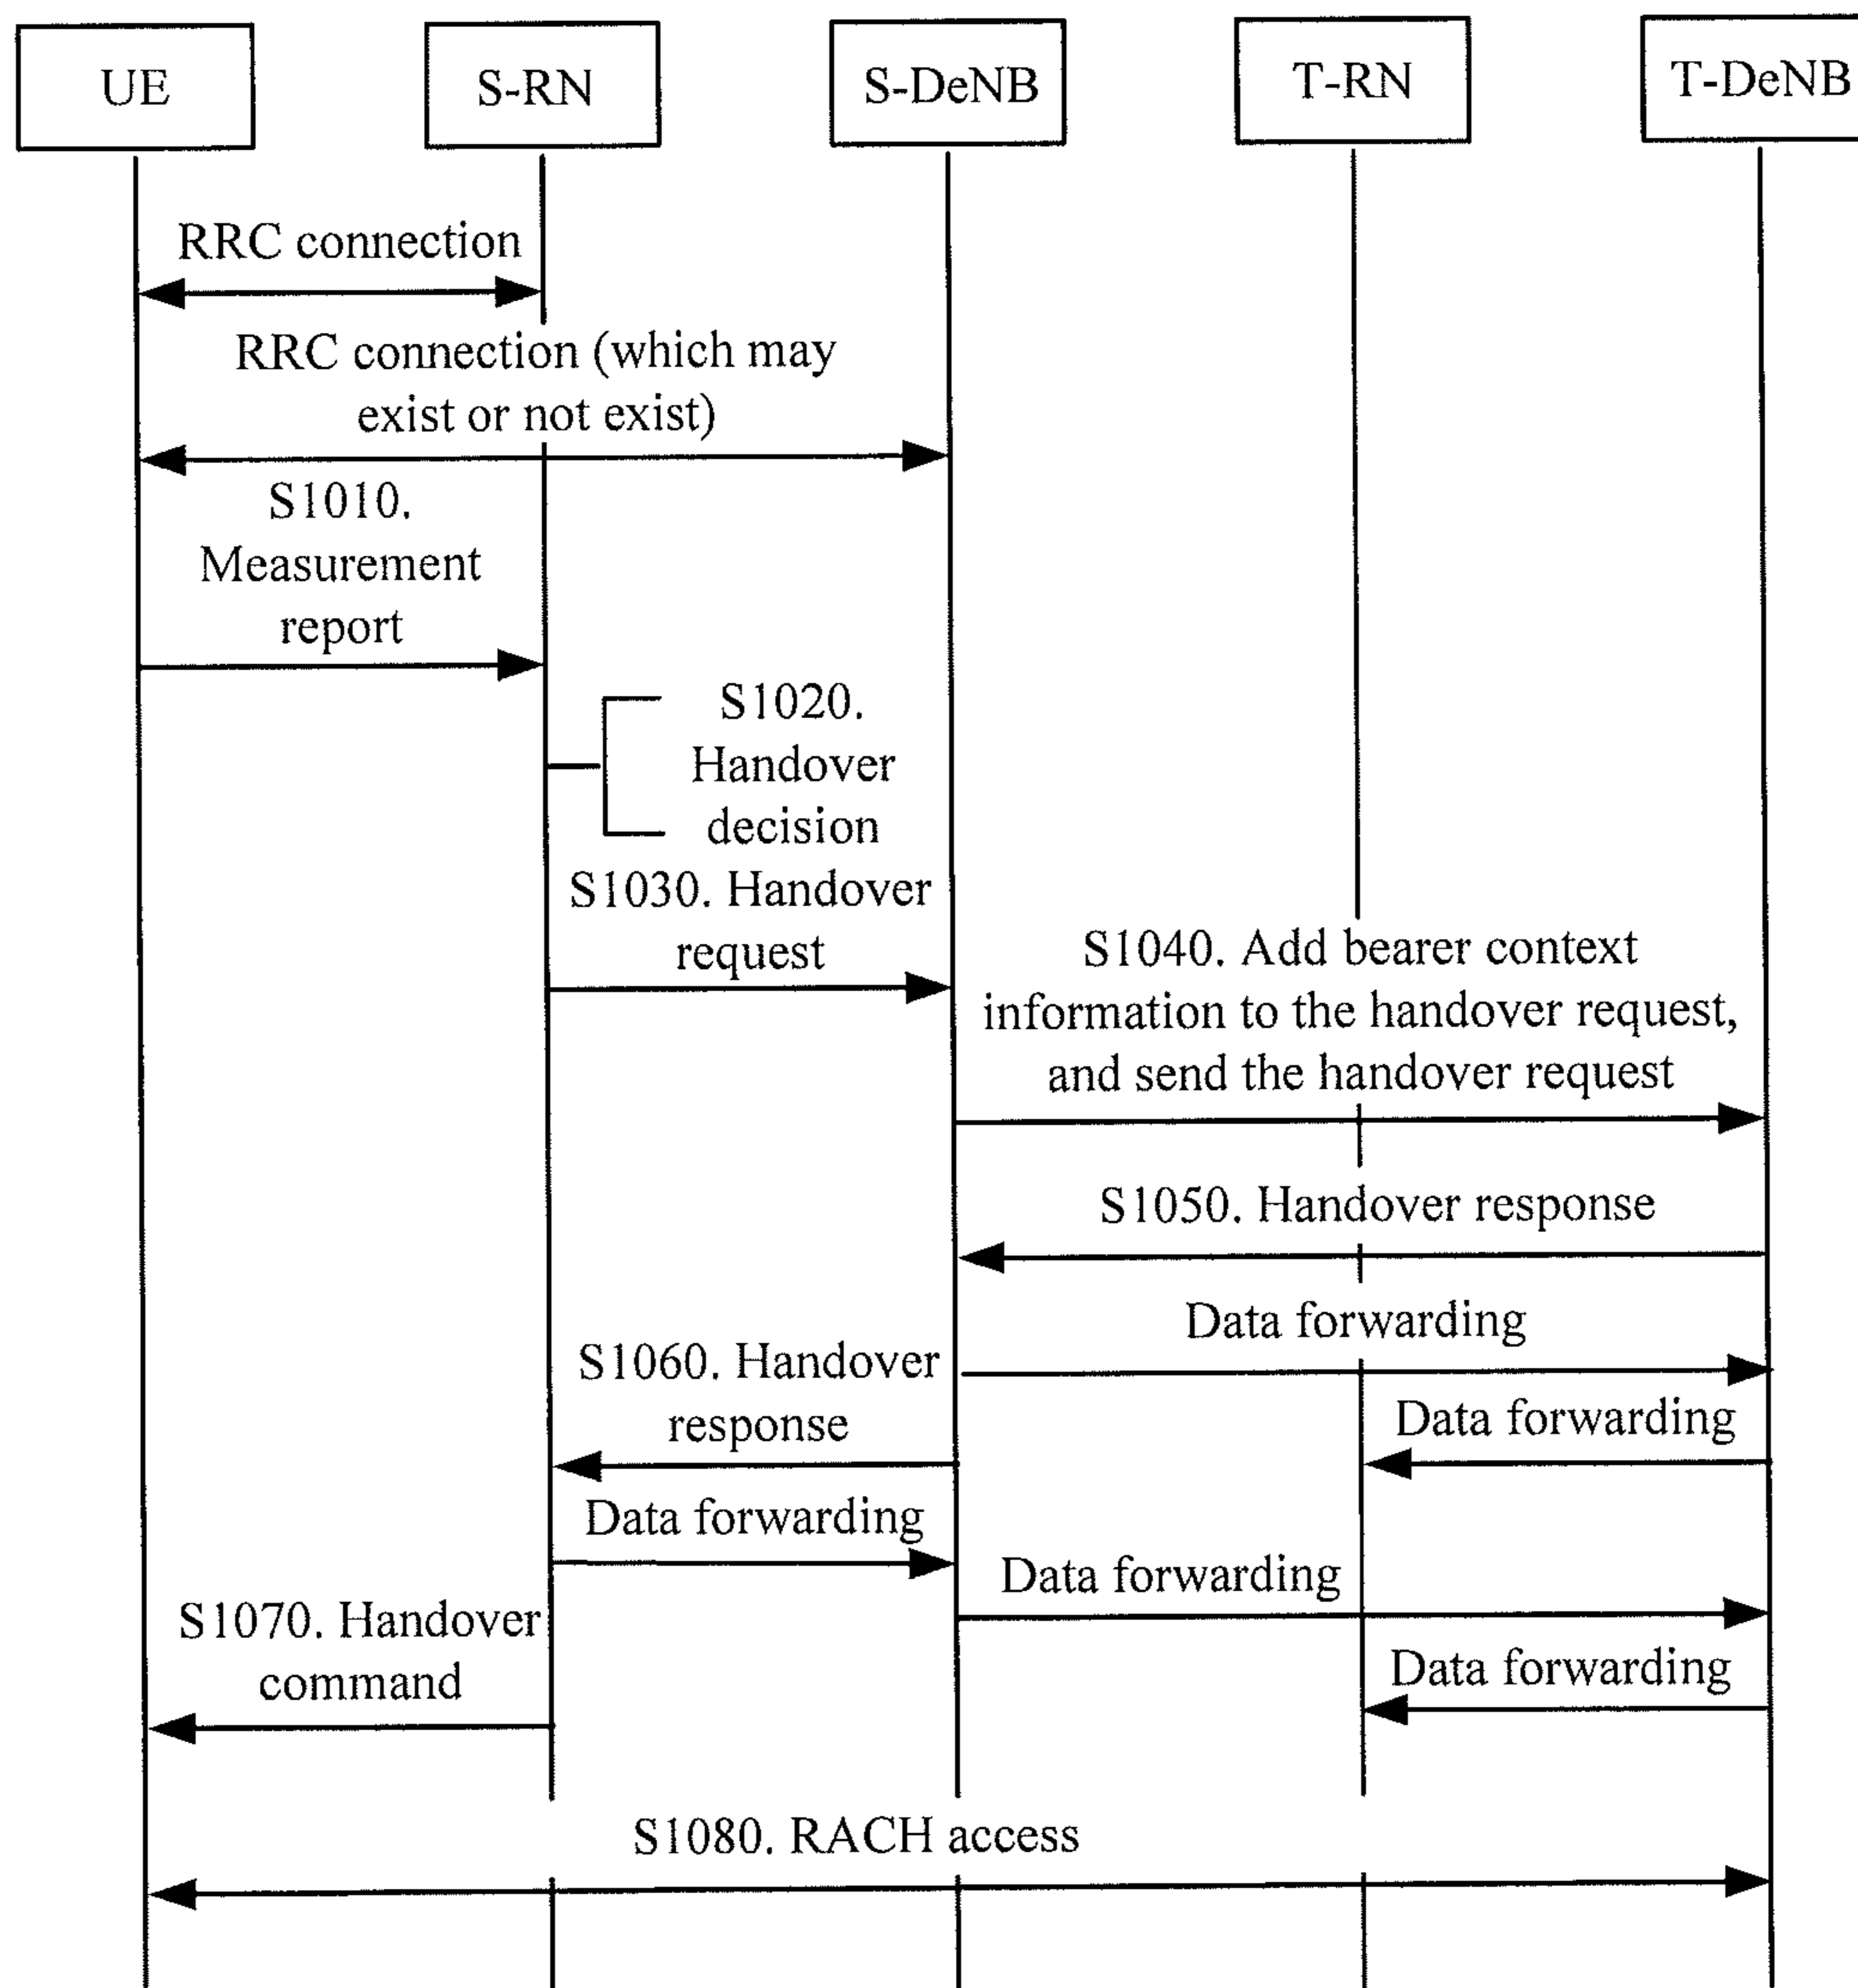 UE
S-RN
S-DeNB
T-RN
T-DeNB
RRC connection
RRC connection (which may
exist or not exist)
S1010.
Measurement
report
S1020.
Handover
decision
S1030. Handover
request
S1040. Add bearer context
information to the handover request,
and send the handover request
S1050. Handover response
Data forwarding
S1060. Handover
response
Data forwarding
Data forwarding
Data forwarding
S1070. Handover
command
Data forwarding
S1080. RACH access